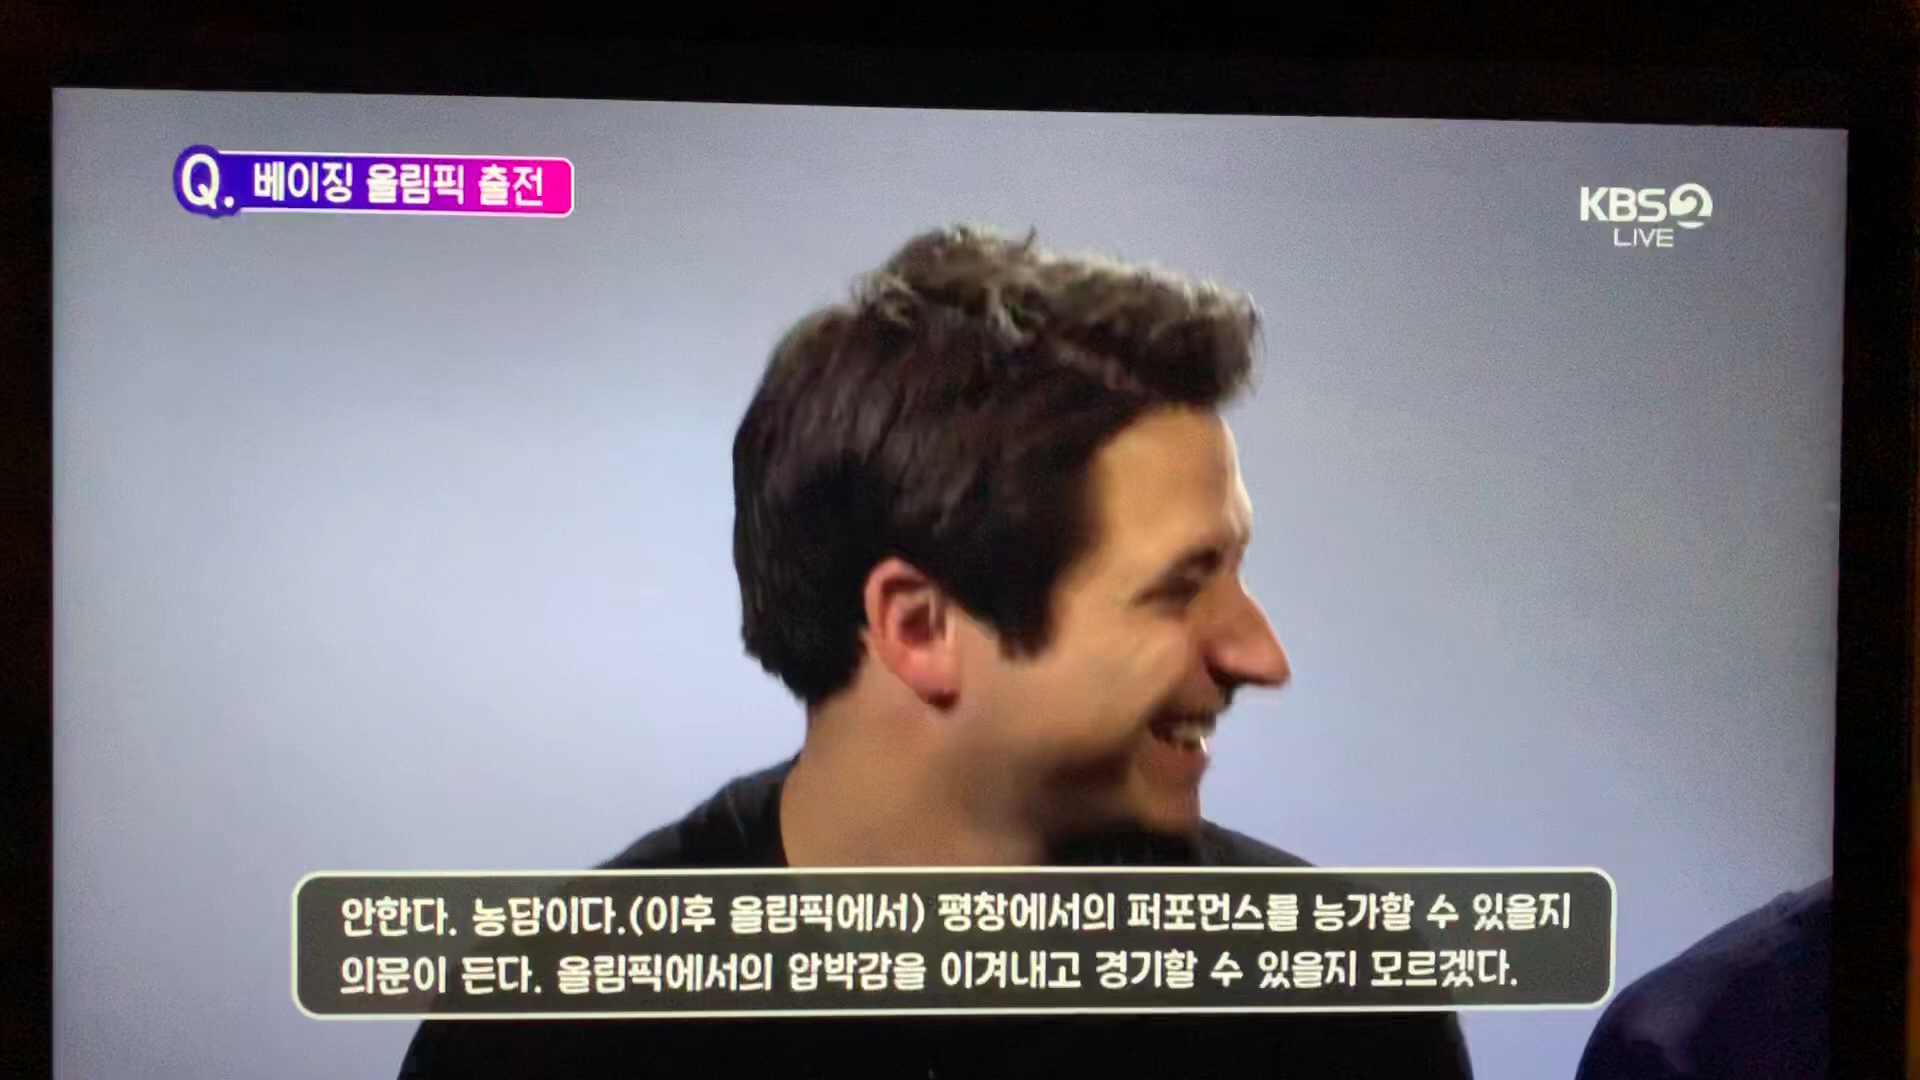 Q. 베이징 올림픽 출전
KBS2
LIVE
안한다. 농담이다.(이후 올림픽에서) 평창에서의 퍼포먼스를 능가할 수 있을지
의문이 든다. 올림픽에서의 압박감을 이겨내고 경기할 수 있을지 모르겠다.